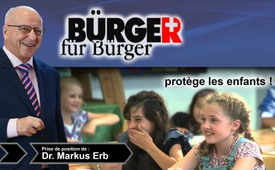 BÜRGER
für Bürger
protège les enfants !
Prise de position de :
Dr. Markus Erb